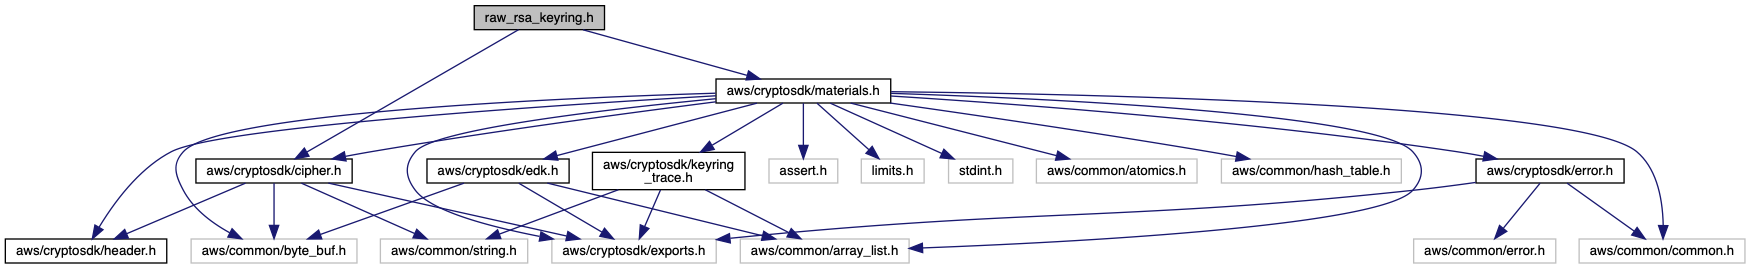 raw_rsa_keyring.h
aws/cryptosdk/materials.h
aws/cryptosdk/cipher.h
aws/cryptosdk/edk.h
aws/cryptosdk/keyring
_trace.h
assert.h
limits.h
stdint.h
aws/common/atomics.h
aws/common/hash_table.h
aws/cryptosdk/error.h
aws/cryptosdk/header.h
aws/common/byte_buf.h
aws/common/string.h
aws/cryptosdk/exports.h
aws/common/array_list.h
aws/common/error.h
aws/common/common.h